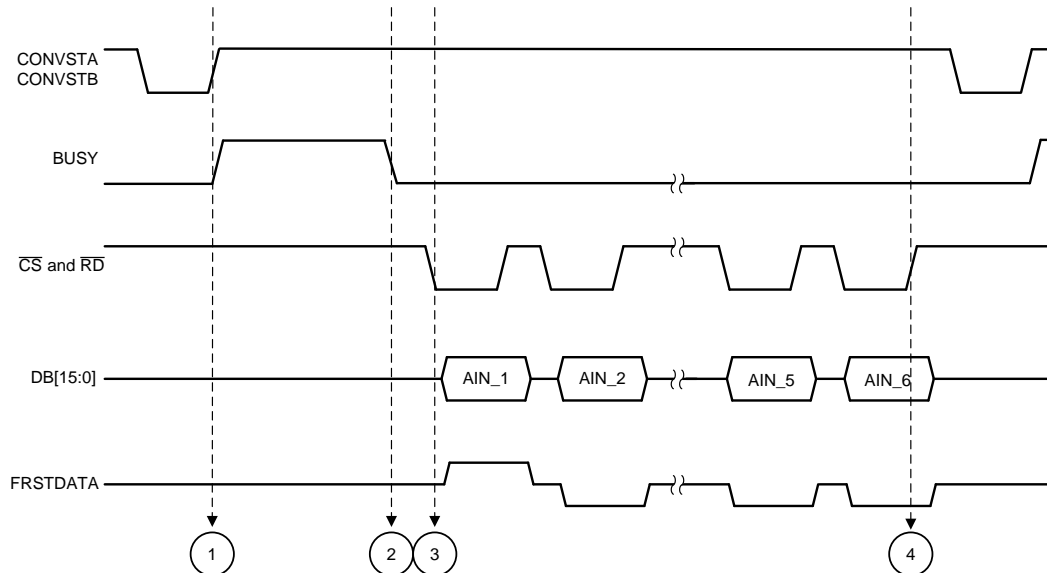 CONVSTA
CONVSTB
BUSY
CS and RD
DB[15:0]
AIN_1
AIN_2
AIN_5
AIN_6
FRSTDATA
1
2
3
4